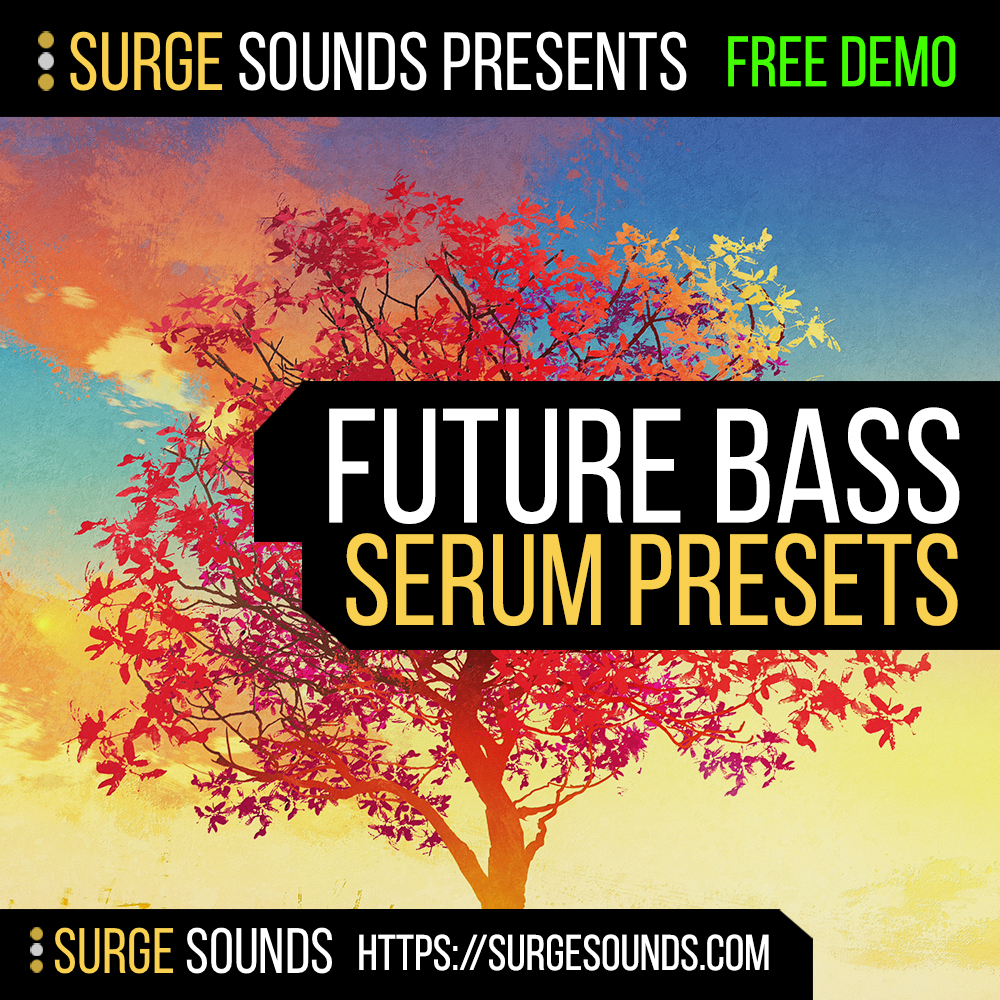 SURGE SOUNDS PRESENTS FREE DEMO
FUTURE BASS
SERUM PRESETS
SURGE SOUNDS HTTPS://SURGESOUNDS.COM